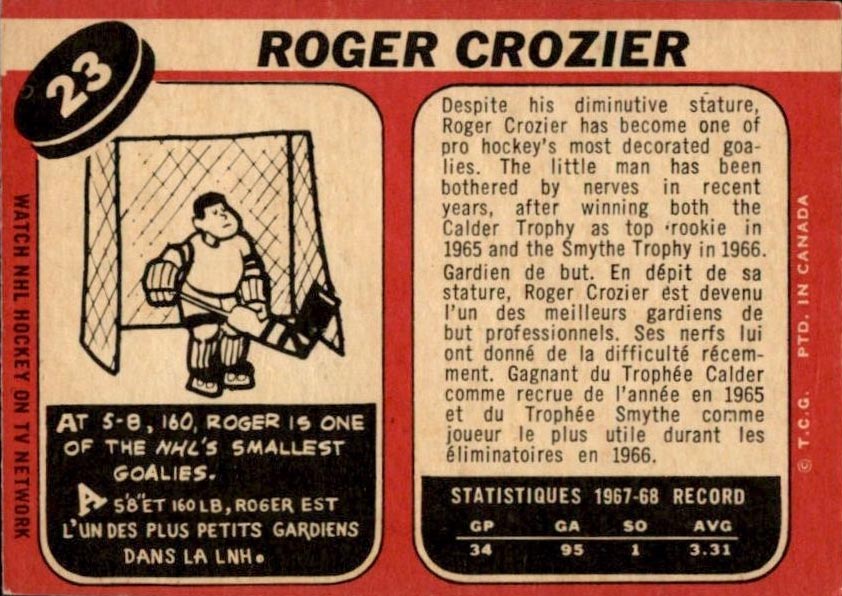 23
ROGER CROZIER
WATCH NHL HOCKEY ON TV NETWORK
AT 5-8, 160, ROGER IS ONE
OF THE NHL'S SMALLEST
GOALIES.
A 5'8" ET 160 LB, ROGER EST
L'UN DES PLUS PETITS GARDIENS
DANS LA LNH.
Despite his diminutive stature,
Roger Crozier has become one of
pro hockey's most decorated goa-
lies. The little man has been
bothered by nerves in recent
years, after winning both the
Calder Trophy as top rookie in
1965 and the Smythe Trophy in 1966.
Gardien de but. En dépit de sa
stature, Roger Crozier est devenu
l'un des meilleurs gardiens de
but professionnels. Ses nerfs lui
ont donné de la difficulté récem-
ment. Gagnant du Trophée Calder
comme recrue de l'année en 1965
et du Trophée Smythe comme
joueur le plus utile durant les
éliminatoires en 1966.
STATISTIQUES 1967-68 RECORD
GP GA SO AVG
34 95 1 3.31
© T.C.G. PTD. IN CANADA